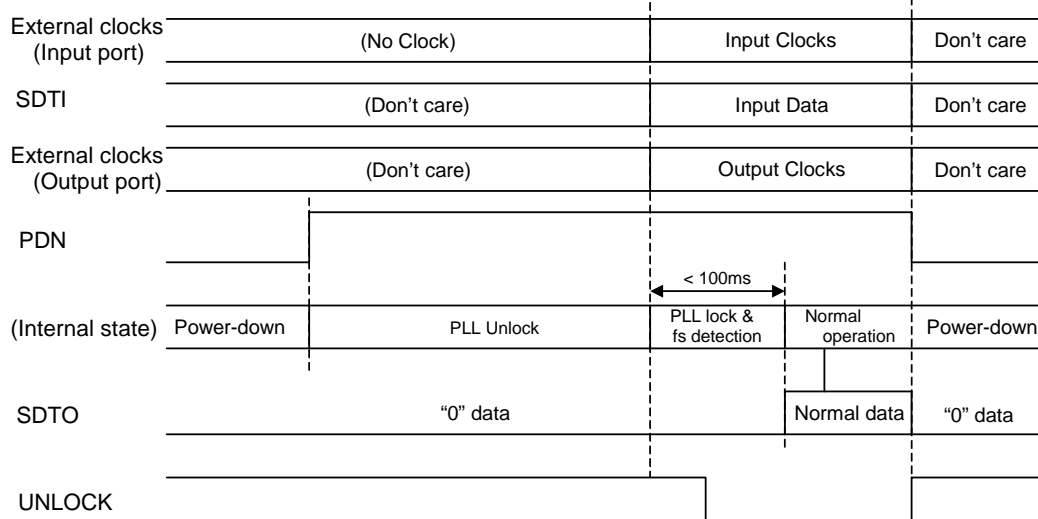 External clocks
(Input port)
(No Clock)
Input Clocks
Don’t care
SDTI
(Don’t care)
Input Data
Don’t care
External clocks
(Output port)
(Don’t care)
Output Clocks
Don’t care
PDN
< 100ms
(Internal state)
Power-down
PLL Unlock
PLL lock &
fs detection
Normal
operation
Power-down
SDTO
“0” data
Normal data
“0” data
UNLOCK